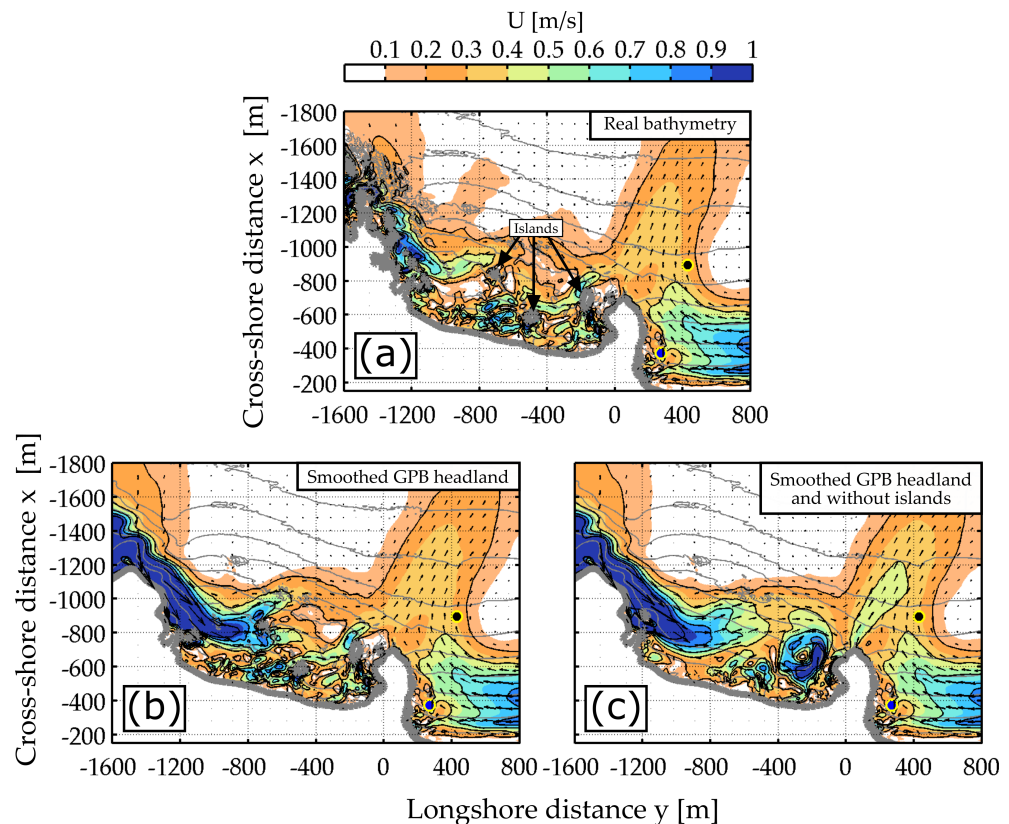 U [m/s]
0.1 0.2 0.3 0.4 0.5 0.6 0.7 0.8 0.9 1
Cross-shore distance x [m]
-1800
-1600
-1400
-1200
-1000
-800
-600
-400
-200
Real bathymetry
Islands
(a)
-1600 -1200 -800 -400 0 400 800
Cross-shore distance x [m]
-1800
-1600
-1400
-1200
-1000
-800
-600
-400
-200
Smoothed GPB headland
(b)
-1600 -1200 -800 -400 0 400 800
Smoothed GPB headland
and without islands
(c)
-1600 -1200 -800 -400 0 400 800
Longshore distance y [m]